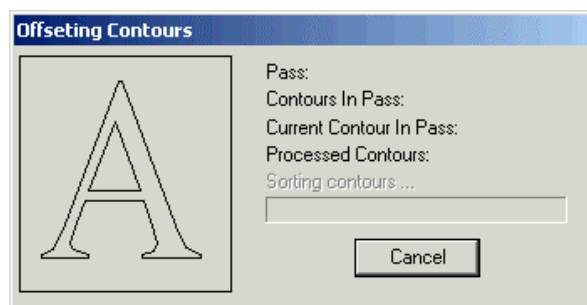 Offseting Contours
A
Pass:
Contours In Pass:
Current Contour In Pass:
Processed Contours:
Sorting contours ...
Cancel